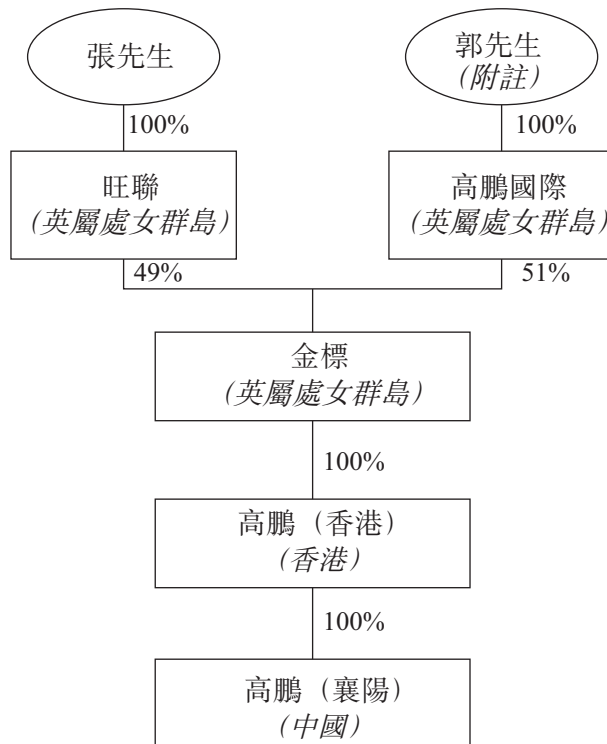 張先生
郭先生
(附註)
100%
100%
旺聯
(英屬處女群島)
高鵬國際
(英屬處女群島)
49%
51%
金標
(英屬處女群島)
100%
高鵬（香港）
(香港)
100%
高鵬（襄陽）
(中國)